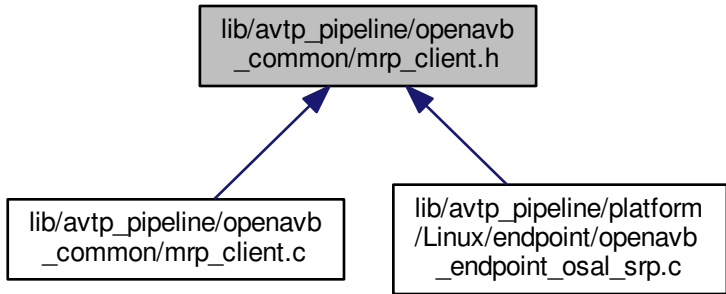 lib/avtp_pipeline/openavb
_common/mrp_client.h
lib/avtp_pipeline/openavb
_common/mrp_client.c
lib/avtp_pipeline/platform
/Linux/endpoint/openavb
_endpoint_osal_srp.c